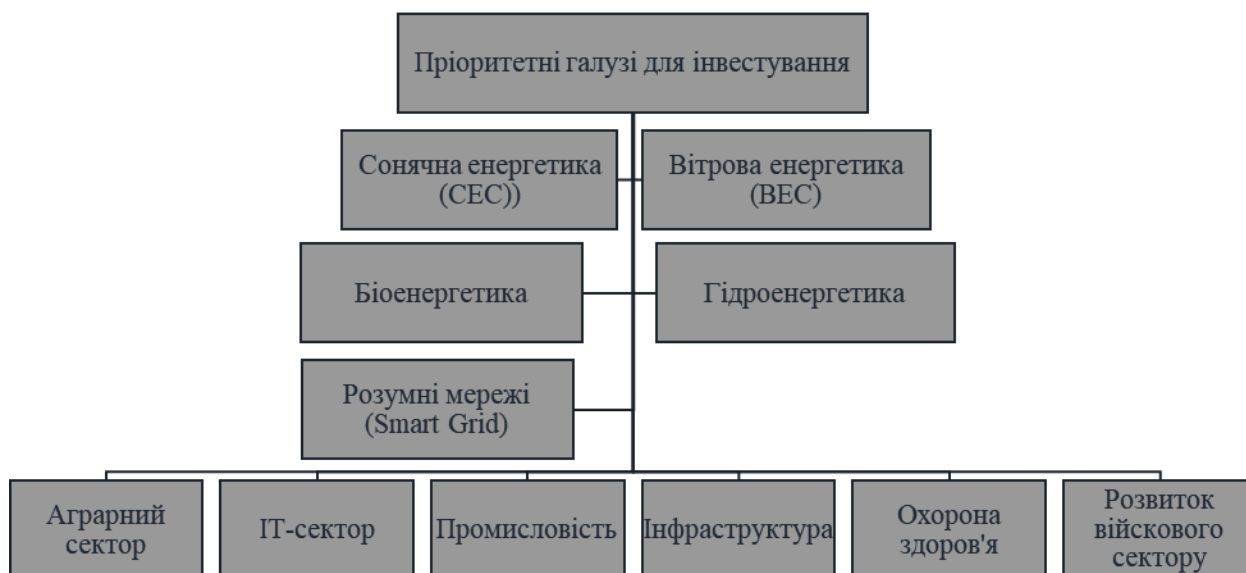 Пріоритетні галузі для інвестування
Сонячна енергетика
(СЕС))
Вітрова енергетика
(ВЕС)
Біоенергетика
Гідроенергетика
Розумні мережі
(Smart Grid)
Аграрний
сектор
ІТ-сектор
Промисловість
Інфраструктура
Охорона
здоров'я
Розвиток
війскового
сектору